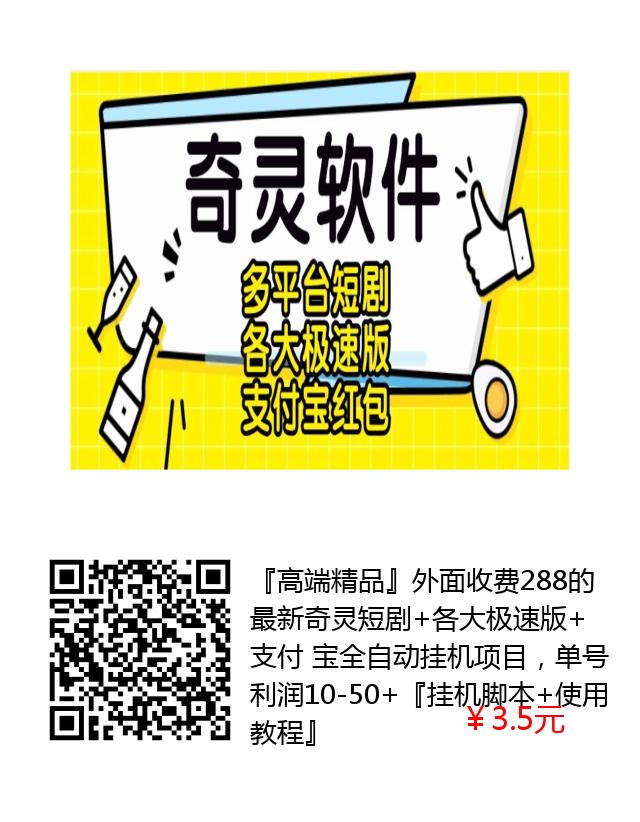 奇灵软件
多平台短剧
各大极速版
支付宝红包
『高端精品』外面收费288的
最新奇灵短剧+各大极速版+
支付 宝全自动挂机项目，单号
利润10-50+『挂机脚本+使用
教程』
￥3.5元